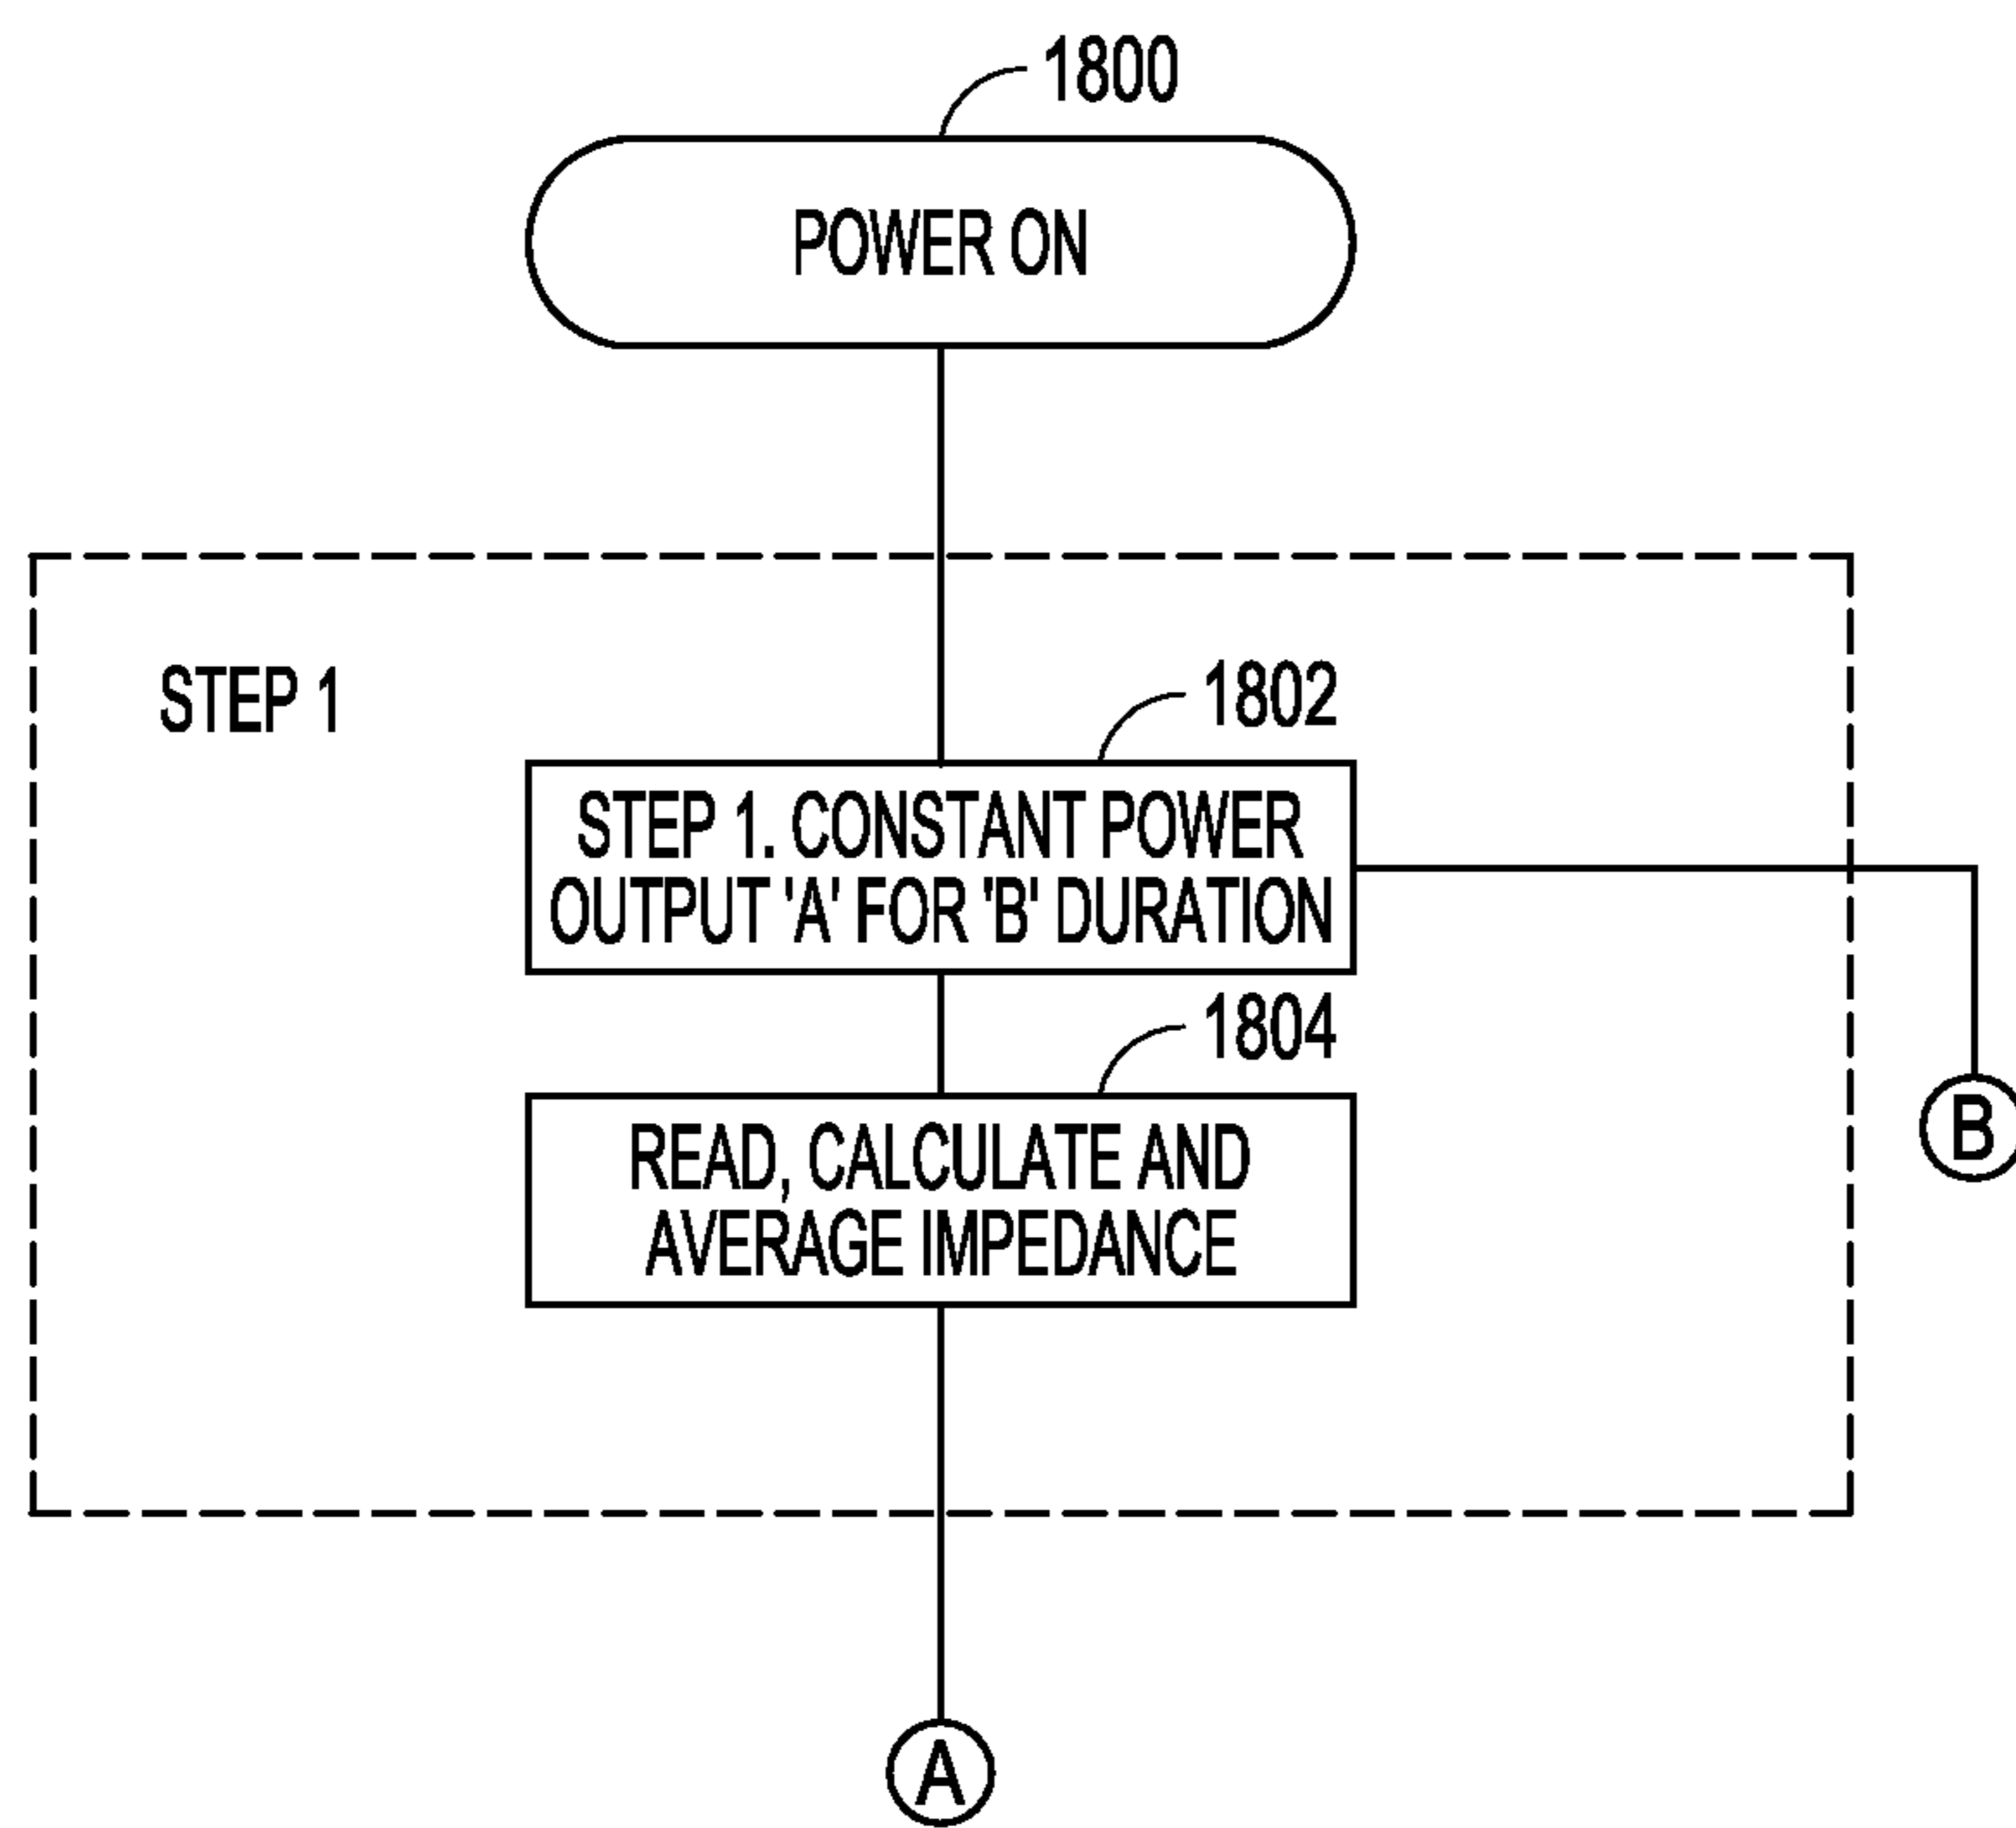 1800
POWER ON
STEP 1
1802
STEP 1. CONSTANT POWER
OUTPUT 'A' FOR 'B' DURATION
1804
READ, CALCULATE AND
AVERAGE IMPEDANCE
B
A